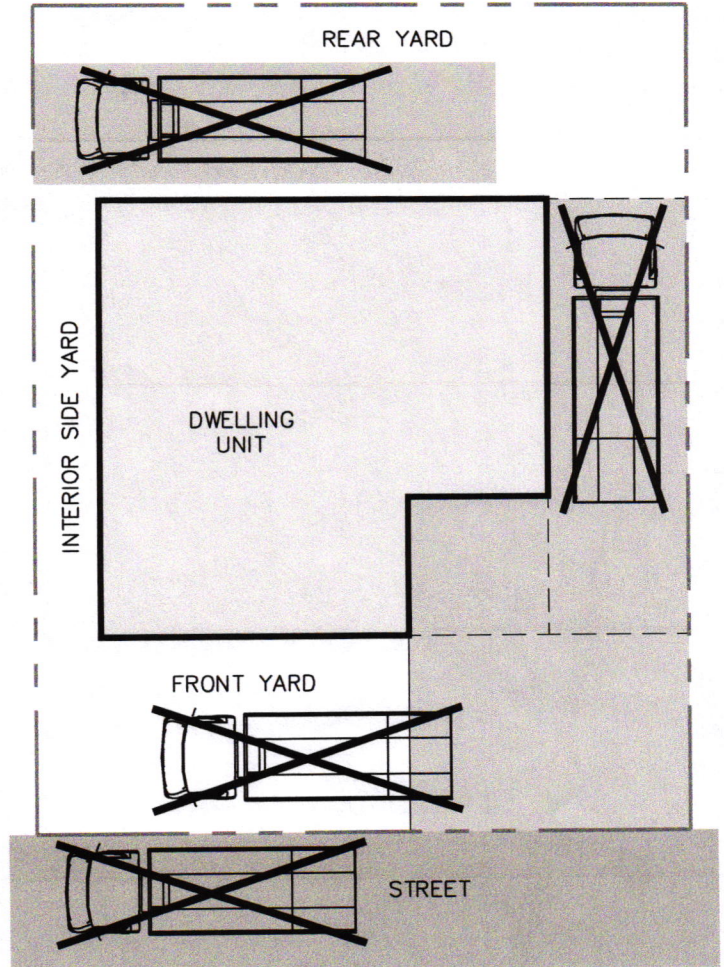 REAR YARD
INTERIOR SIDE YARD
DWELLING
UNIT
FRONT YARD
STREET